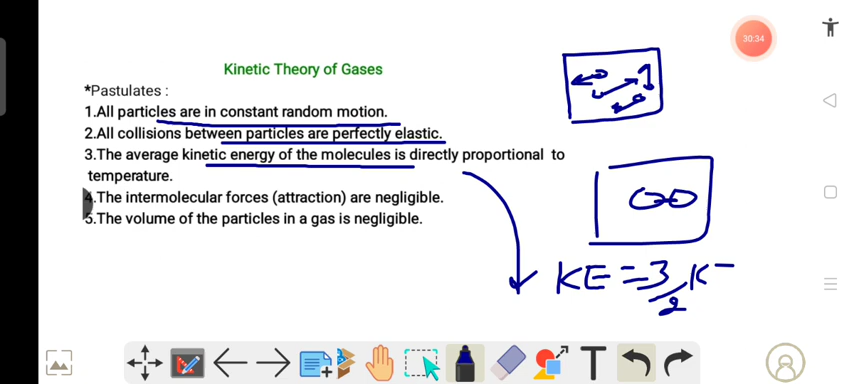 30:34
Kinetic Theory of Gases
*Pastulates :
1.All particles are in constant random motion.
2.All collisions between particles are perfectly elastic.
3.The average kinetic energy of the molecules is directly proportional to
temperature.
4.The intermolecular forces (attraction) are negligible.
5.The volume of the particles in a gas is negligible.
KE = 3/2 K
T